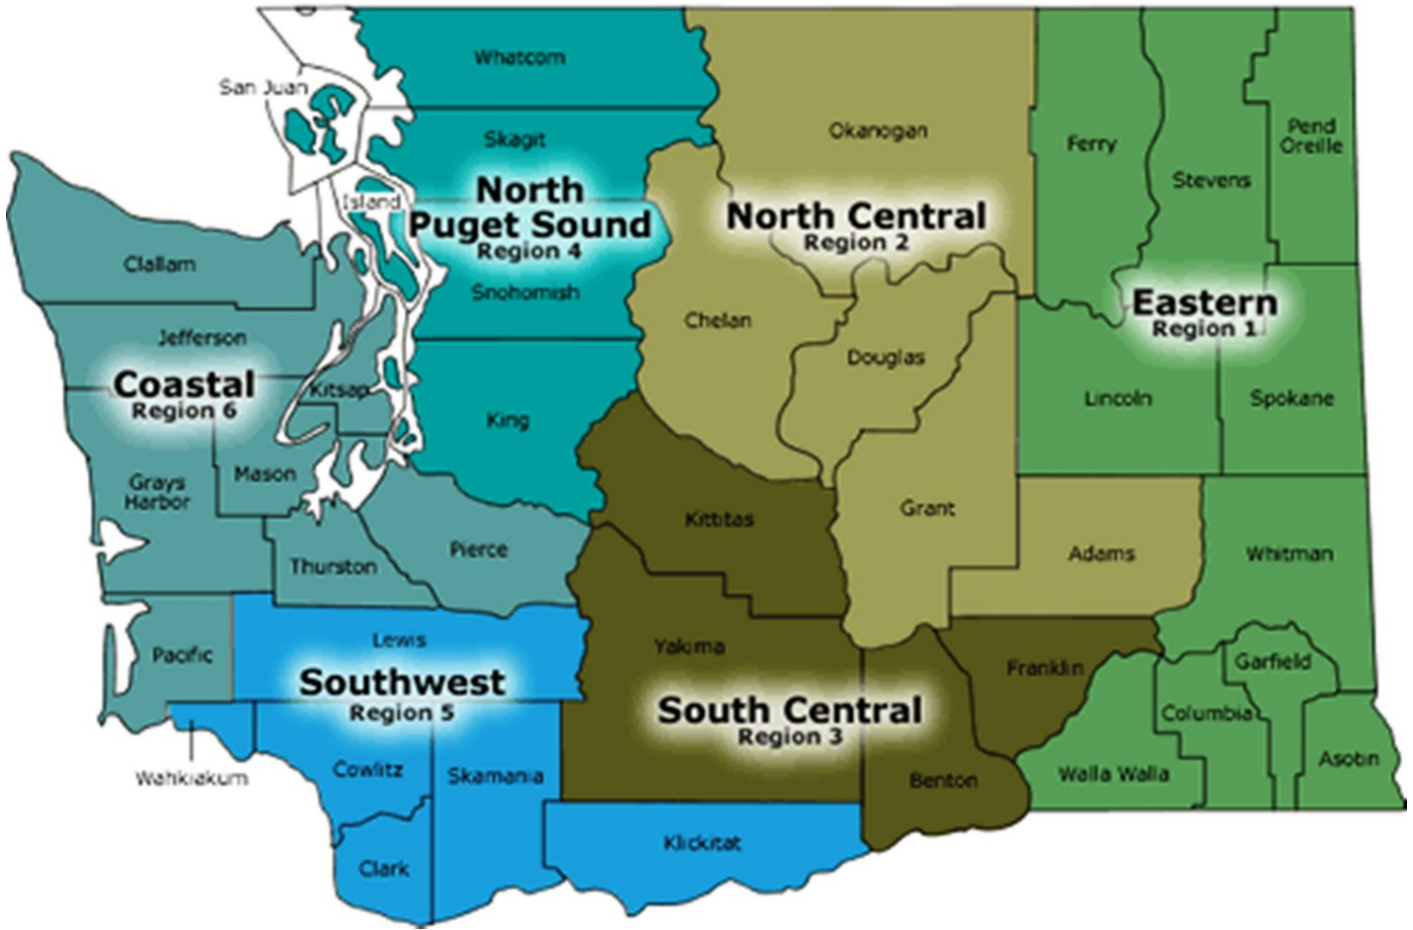 Whatcom
San Juan
Skagit
Island
North
Puget Sound
Region 4
Snohomish
King
Okanogan
North Central
Region 2
Chelan
Douglas
Grant
Adams
Ferry
Stevens
Pend
Oreille
Eastern
Region 1
Lincoln
Spokane
Whitman
Garfield
Columbia
Walla Walla
Asotin
Clallam
Jefferson
Coastal
Region 6
Kitsap
Grays
Harbor
Mason
Thurston
Pierce
Pacific
Kittitas
Yakima
South Central
Region 3
Franklin
Benton
Lewis
Southwest
Region 5
Wahkiakum
Cowlitz
Skamania
Clark
Klickitat